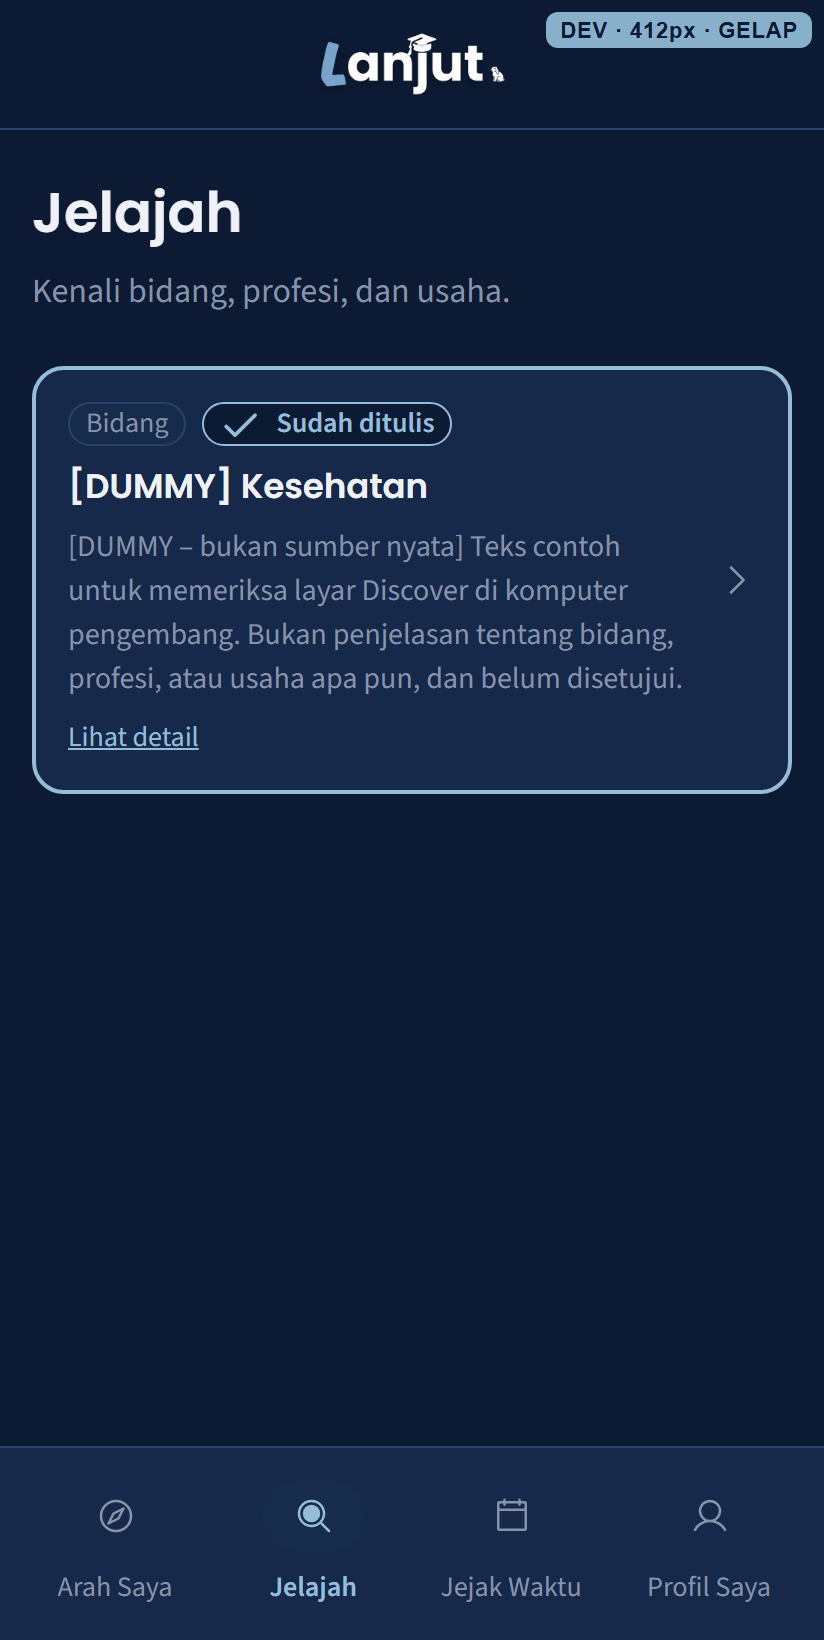 Lanjut
DEV · 412px · GELAP
Jelajah
Kenali bidang, profesi, dan usaha.
Bidang
Sudah ditulis
[DUMMY] Kesehatan
[DUMMY – bukan sumber nyata] Teks contoh
untuk memeriksa layar Discover di komputer
pengembang. Bukan penjelasan tentang bidang,
profesi, atau usaha apa pun, dan belum disetujui.
Lihat detail
Arah Saya
Jelajah
Jejak Waktu
Profil Saya